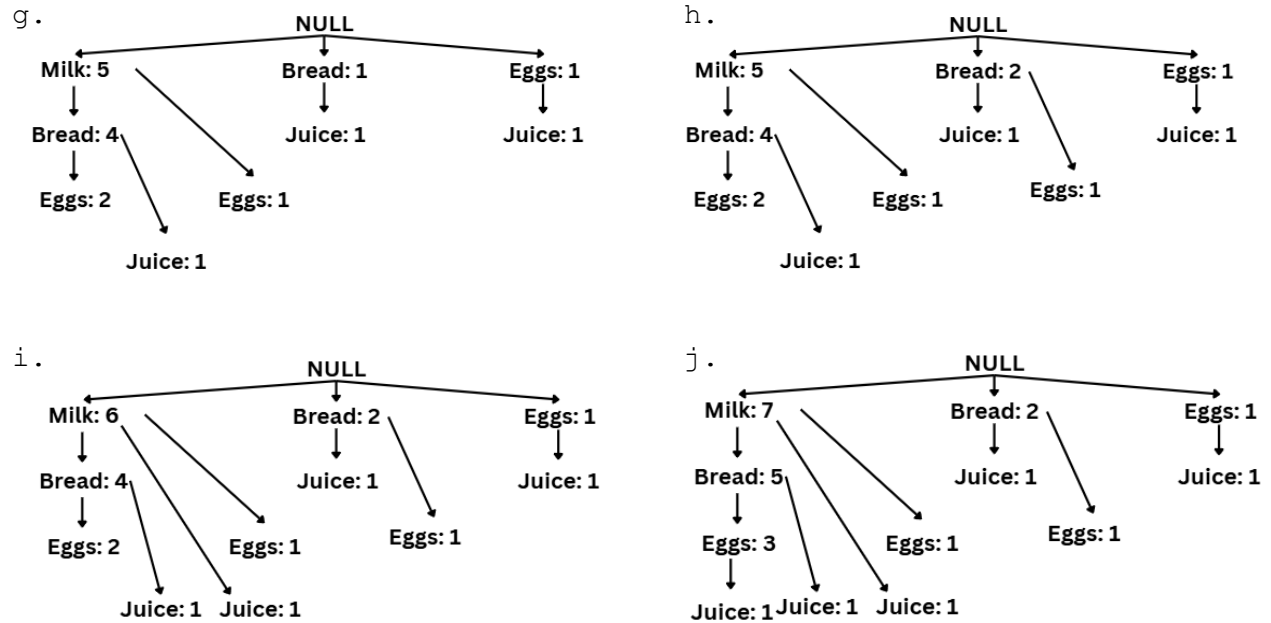 g.
NULL
Milk: 5 Bread: 1 Eggs: 1
Bread: 4 Juice: 1 Juice: 1
Eggs: 2 Eggs: 1
Juice: 1
h.
NULL
Milk: 5 Bread: 2 Eggs: 1
Bread: 4 Juice: 1 Juice: 1
Eggs: 2 Eggs: 1 Eggs: 1
Juice: 1
i.
NULL
Milk: 6 Bread: 2 Eggs: 1
Bread: 4 Juice: 1 Juice: 1
Eggs: 2 Eggs: 1 Eggs: 1
Juice: 1 Juice: 1
j.
NULL
Milk: 7 Bread: 2 Eggs: 1
Bread: 5 Juice: 1 Juice: 1
Eggs: 3 Eggs: 1 Eggs: 1
Juice: 1 Juice: 1 Juice: 1